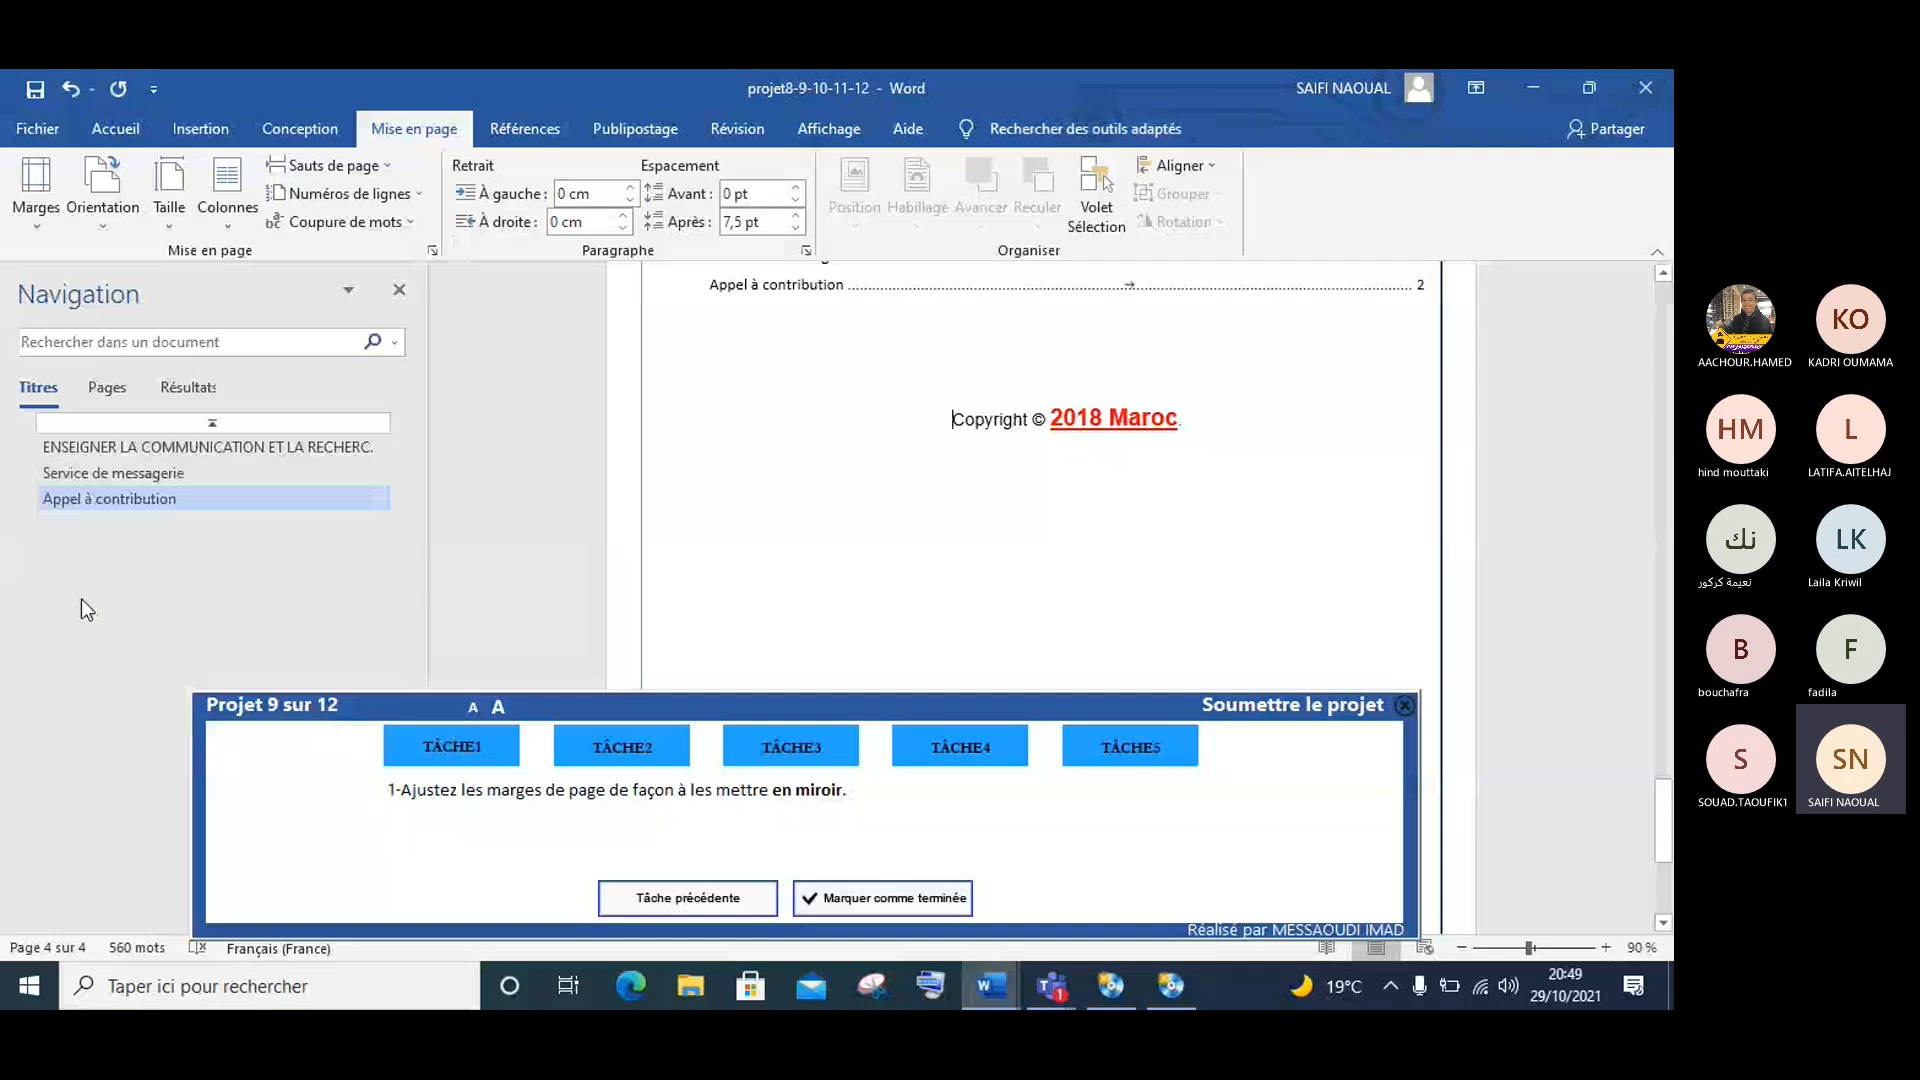 projet8-9-10-11-12 - Word
SAIFI NAOUAL
Fichier Accueil Insertion Conception Mise en page Références Publipostage Révision Affichage Aide Rechercher des outils adaptés Partager
Marges Orientation Taille Colonnes
Sauts de page
Numéros de lignes
Coupure de mots
Mise en page
Retrait
À gauche : 0 cm
À droite : 0 cm
Espacement
Avant : 0 pt
Après : 7,5 pt
Paragraphe
Position Habillage Avancer Reculer Volet Sélection
Aligner
Grouper
Rotation
Organiser
Navigation
Rechercher dans un document
Titres Pages Résultats
ENSEIGNER LA COMMUNICATION ET LA RECHERC.
Service de messagerie
Appel à contribution
Appel à contribution ........ → ........ 2
Copyright © 2018 Maroc.
Projet 9 sur 12 A A Soumettre le projet
TÂCHE1 TÂCHE2 TÂCHE3 TÂCHE4 TÂCHE5
1-Ajustez les marges de page de façon à les mettre en miroir.
Tâche précédente Marquer comme terminée
Réalisé par MESSAOUDI IMAD
Page 4 sur 4 560 mots Français (France) 90 %
Taper ici pour rechercher
19°C
20:49
29/10/2021
AACHOUR.HAMED
KO
KADRI OUMAMA
HM
hind mouttaki
L
LATIFA.AITELHAJ
نك
نعيمة كركور
LK
Laila Kriwil
B
bouchafra
F
fadila
S
SOUAD.TAOUFIK1
SN
SAIFI NAOUAL